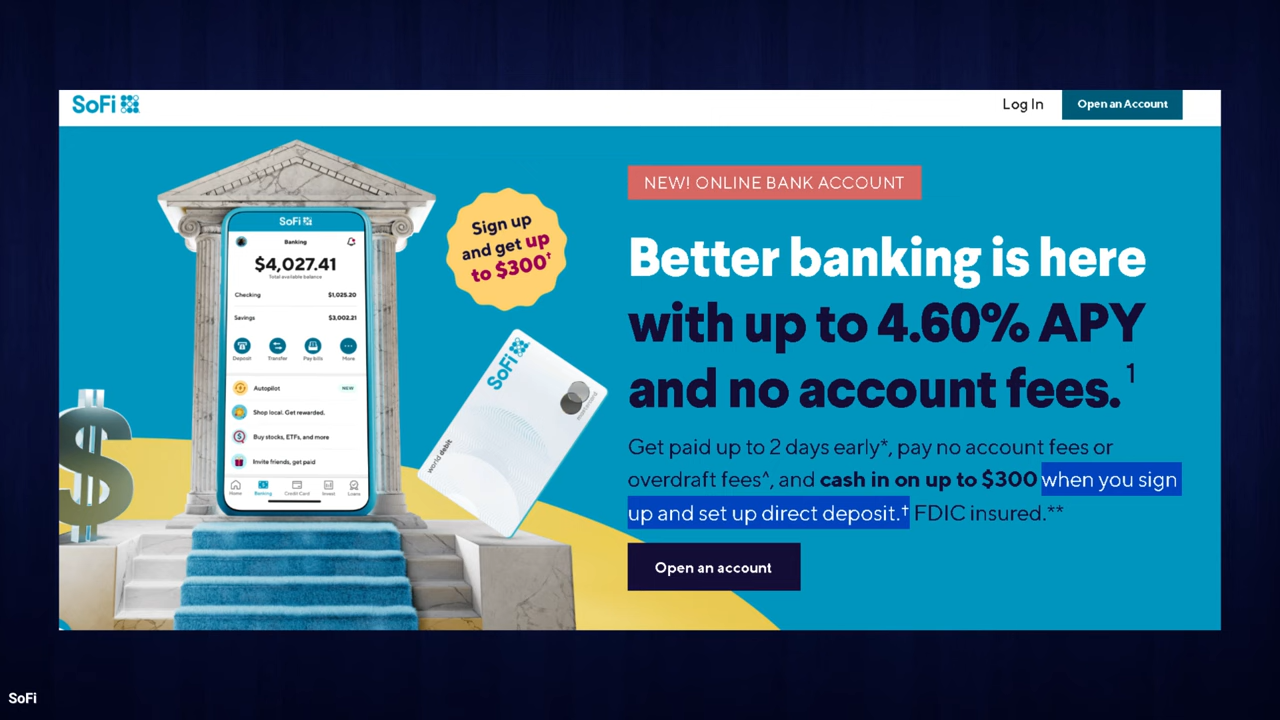 SoFi
Log In
Open an Account
NEW! ONLINE BANK ACCOUNT
Better banking is here
with up to 4.60% APY
and no account fees.¹
Get paid up to 2 days early*, pay no account fees or
overdraft fees^, and cash in on up to $300 when you sign
up and set up direct deposit.† FDIC insured.**
Open an account
Sign up
and get up
to $300†
SoFi
Banking
$4,027.41
Total available balance
Checking $1,025.20
Savings $3,002.21
Deposit Transfer Pay bills More
Autopilot NEW
Shop local. Get rewarded.
Buy stocks, ETFs, and more
Invite friends, get paid
Home Banking Credit Card Invest Loans
SoFi
world debit
$
SoFi